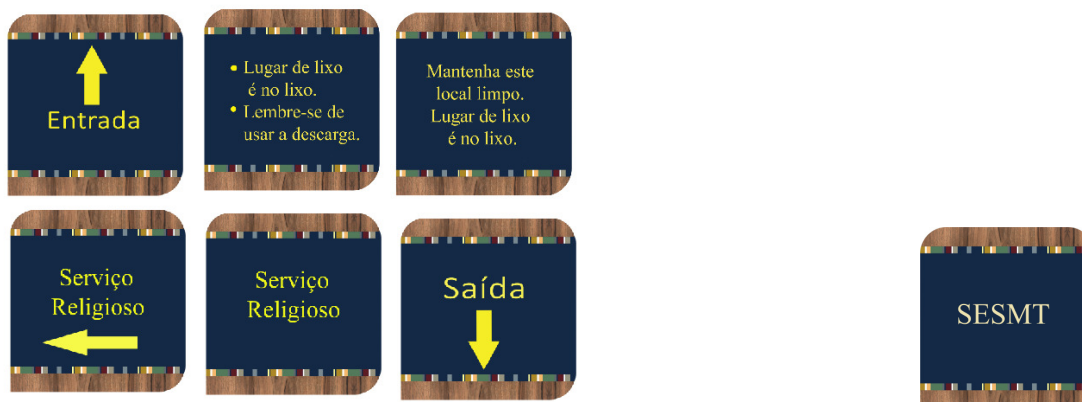 Entrada
• Lugar de lixo
é no lixo.
• Lembre-se de
usar a descarga.
Mantenha este
local limpo.
Lugar de lixo
é no lixo.
Serviço
Religioso
Serviço
Religioso
Saída
SESMT